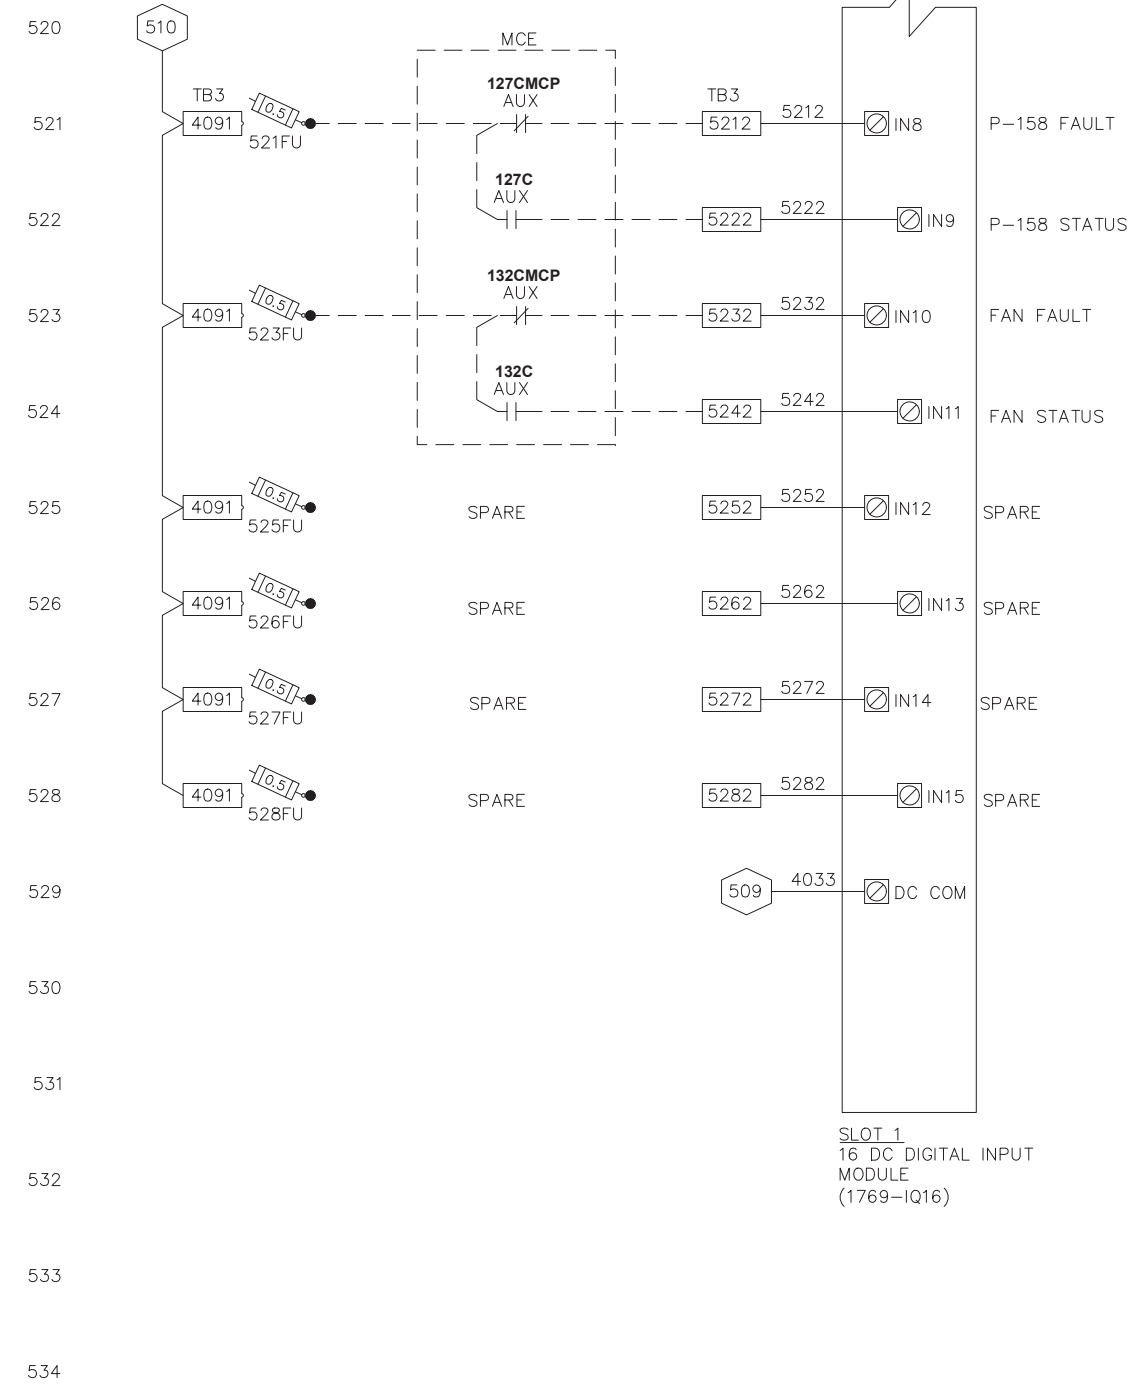 520
510
MCE
127CMCP
AUX
TB3
0.5
TB3
521
4091
521FU
5212
5212
IN8
P-158 FAULT
127C
AUX
522
5222
5222
IN9
P-158 STATUS
132CMCP
AUX
0.5
523
4091
523FU
5232
5232
IN10
FAN FAULT
132C
AUX
524
5242
5242
IN11
FAN STATUS
0.5
525
4091
525FU
SPARE
5252
5252
IN12
SPARE
0.5
526
4091
526FU
SPARE
5262
5262
IN13
SPARE
0.5
527
4091
527FU
SPARE
5272
5272
IN14
SPARE
0.5
528
4091
528FU
SPARE
5282
5282
IN15
SPARE
529
509
4033
DC COM
530
531
SLOT 1
16 DC DIGITAL INPUT
MODULE
(1769-IQ16)
532
533
534